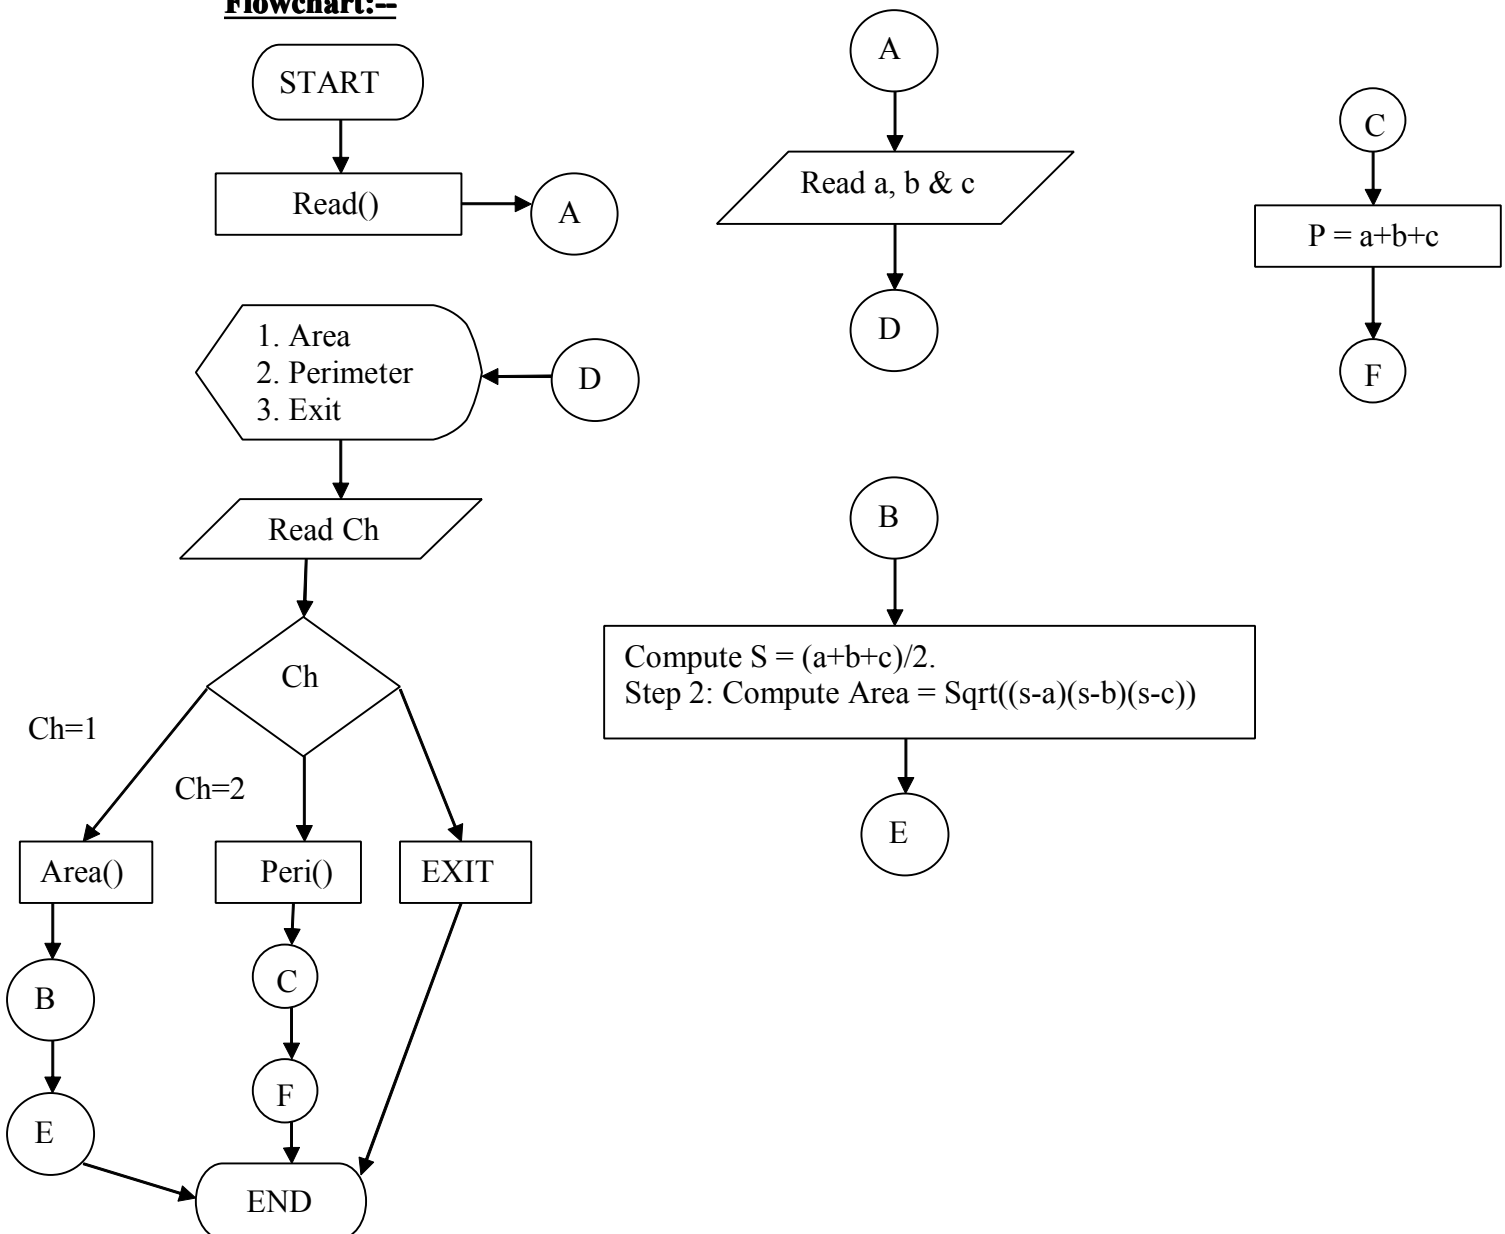 Flowchart:--
START
Read()
A
1. Area
2. Perimeter
3. Exit
D
Read Ch
Ch
Ch=1
Ch=2
Area()
Peri()
EXIT
B
C
E
F
END
A
Read a, b & c
D
B
Compute S = (a+b+c)/2.
Step 2: Compute Area = Sqrt((s-a)(s-b)(s-c))
E
C
P = a+b+c
F